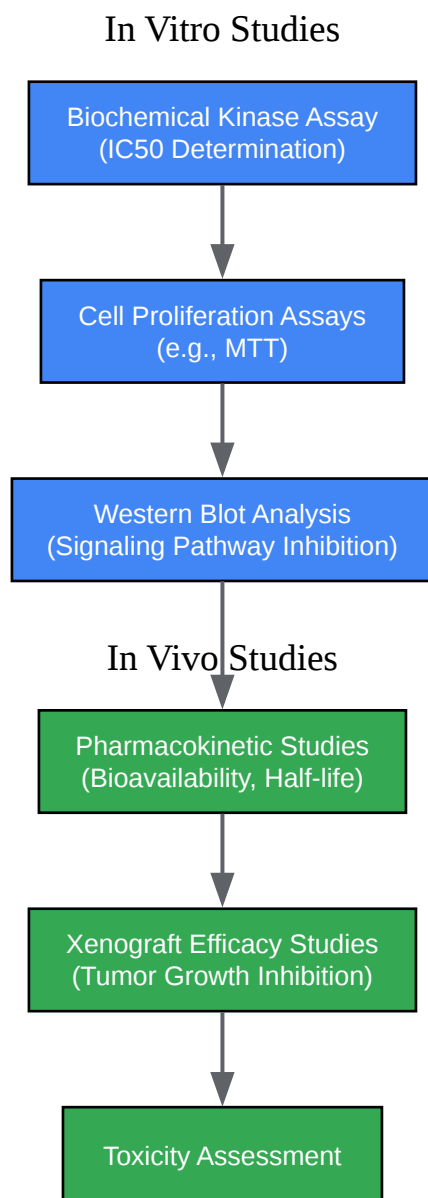 In Vitro Studies
Biochemical Kinase Assay
(IC50 Determination)
Cell Proliferation Assays
(e.g., MTT)
Western Blot Analysis
(Signaling Pathway Inhibition)
In Vivo Studies
Pharmacokinetic Studies
(Bioavailability, Half-life)
Xenograft Efficacy Studies
(Tumor Growth Inhibition)
Toxicity Assessment